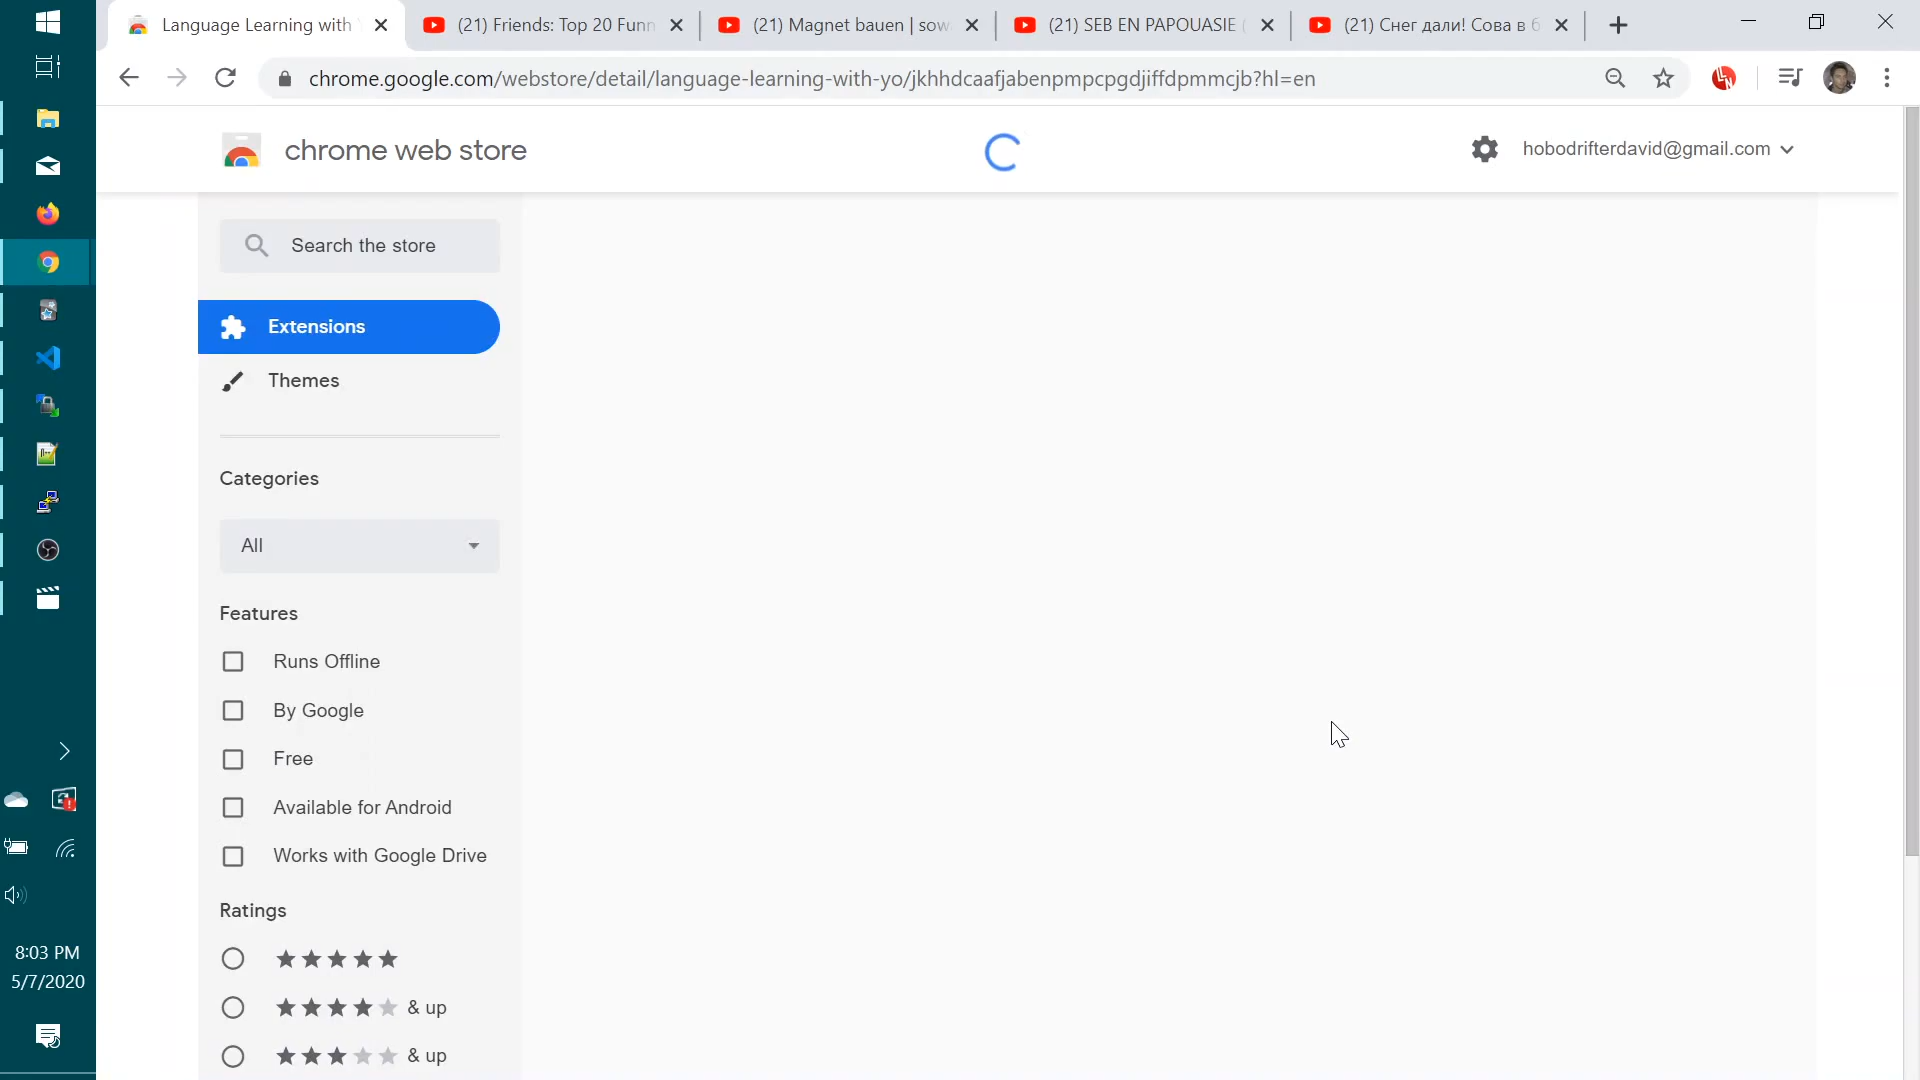 Language Learning with
(21) Friends: Top 20 Funn
(21) Magnet bauen | sow
(21) SEB EN PAPOUASIE (
(21) Снег дали! Сова в б
chrome.google.com/webstore/detail/language-learning-with-yo/jkhhdcaafjabenpmpcpgdjiffdpmmcjb?hl=en
chrome web store
hobodrifterdavid@gmail.com
Search the store
Extensions
Themes
Categories
All
Features
Runs Offline
By Google
Free
Available for Android
Works with Google Drive
Ratings
& up
& up
8:03 PM
5/7/2020